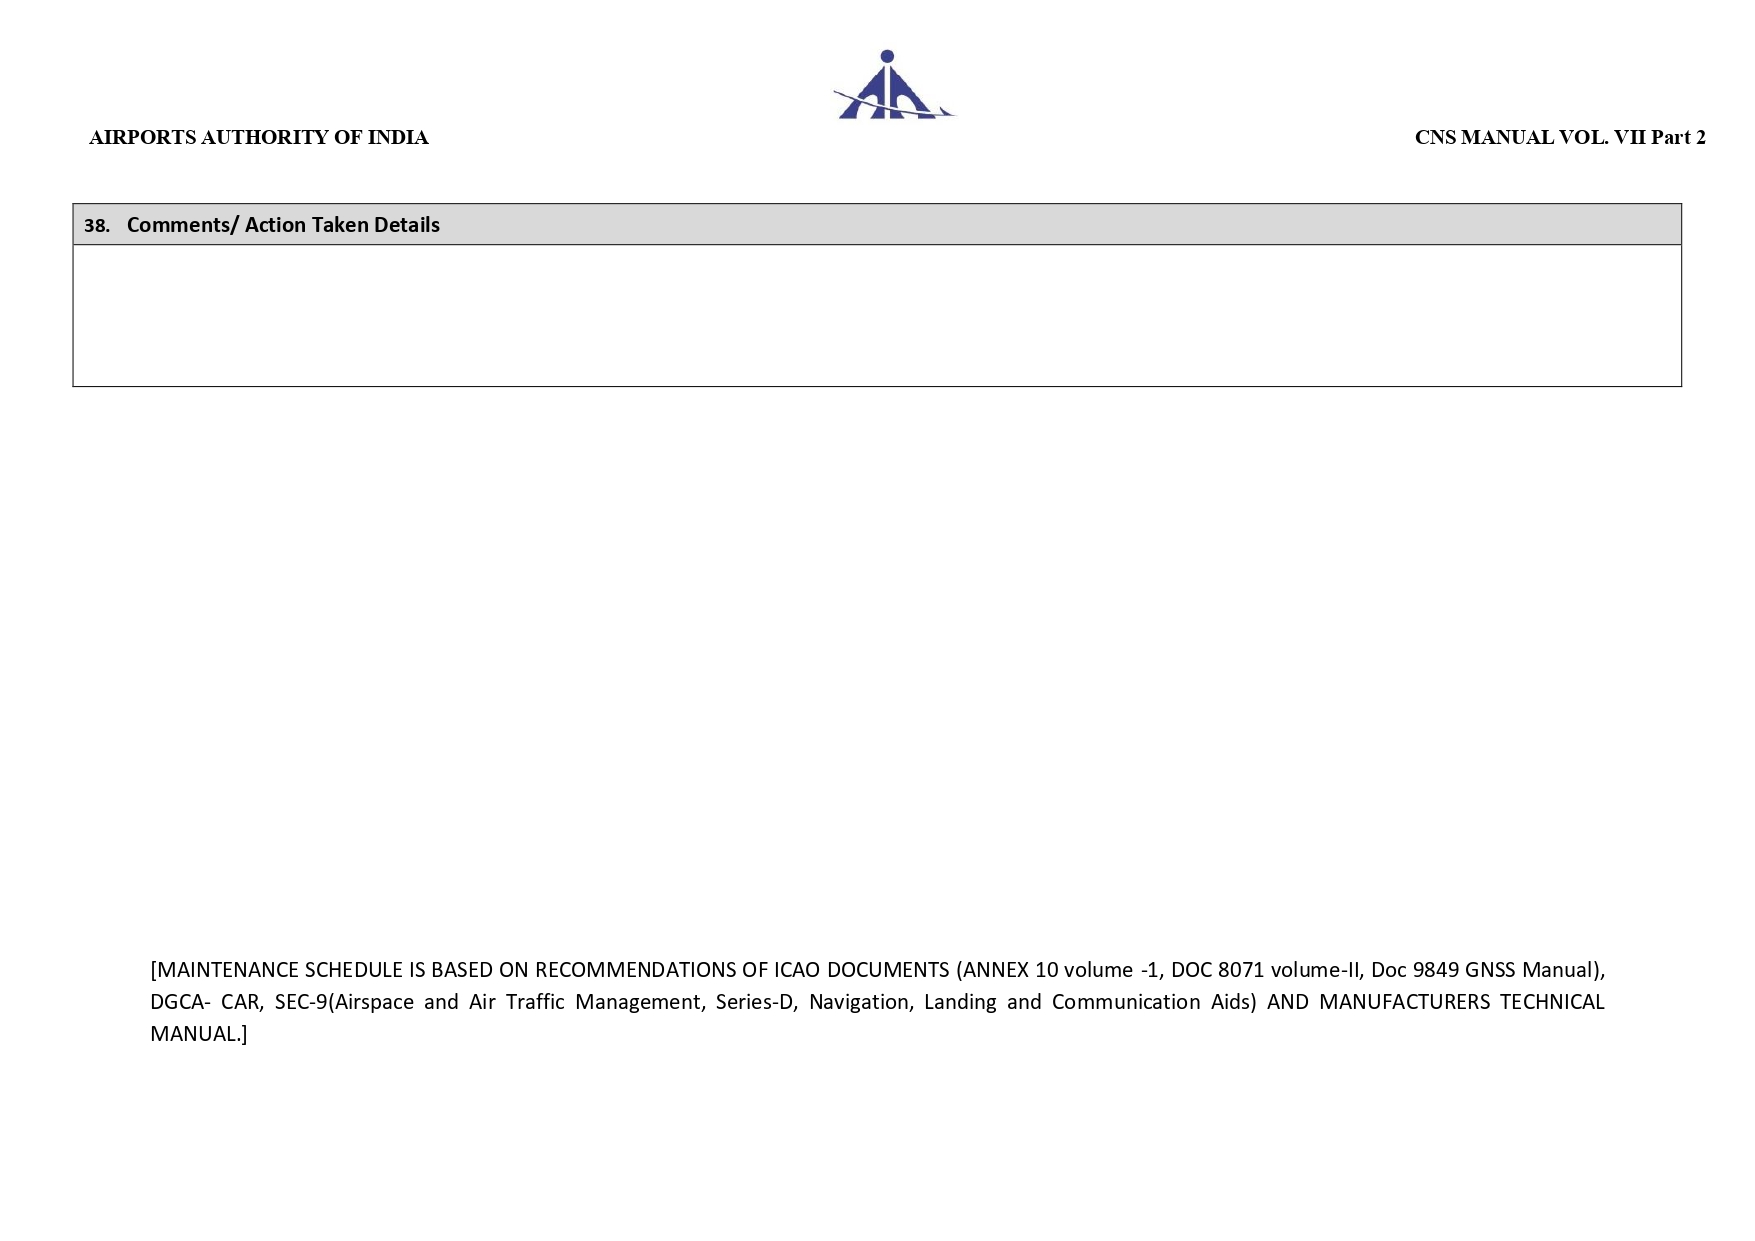 AIRPORTS AUTHORITY OF INDIA
CNS MANUAL VOL. VII Part 2
38. Comments/ Action Taken Details
[MAINTENANCE SCHEDULE IS BASED ON RECOMMENDATIONS OF ICAO DOCUMENTS (ANNEX 10 volume -1, DOC 8071 volume-II, Doc 9849 GNSS Manual),
DGCA- CAR, SEC-9(Airspace and Air Traffic Management, Series-D, Navigation, Landing and Communication Aids) AND MANUFACTURERS TECHNICAL
MANUAL.]